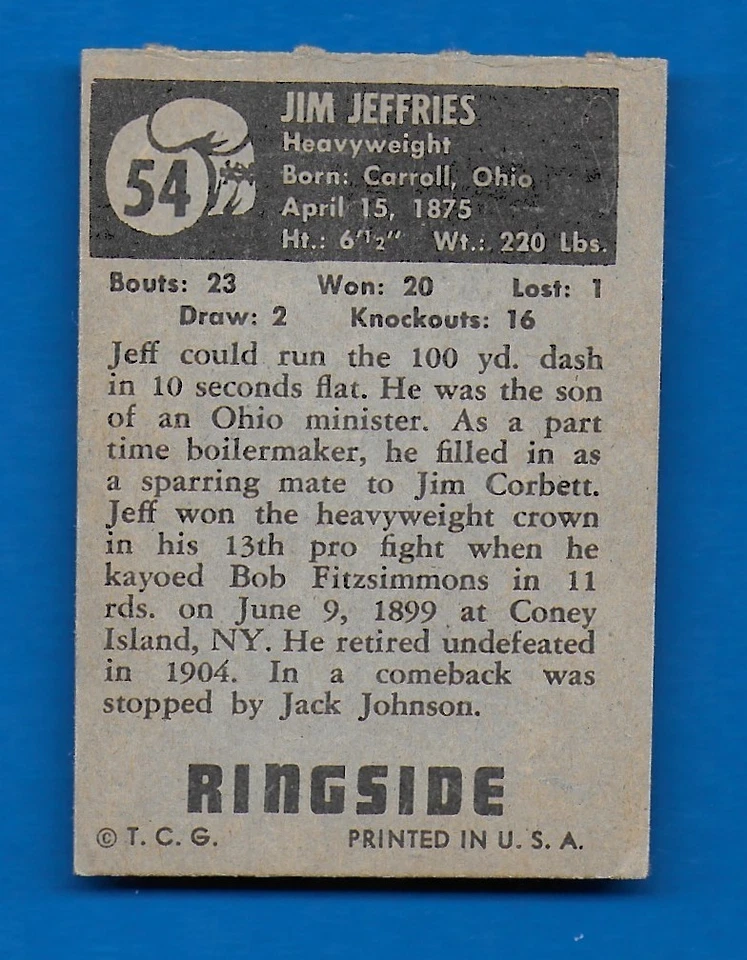 54
JIM JEFFRIES
Heavyweight
Born: Carroll, Ohio
April 15, 1875
Ht.: 6'½" Wt.: 220 Lbs.
Bouts: 23 Won: 20 Lost: 1
Draw: 2 Knockouts: 16
Jeff could run the 100 yd. dash
in 10 seconds flat. He was the son
of an Ohio minister. As a part
time boilermaker, he filled in as
a sparring mate to Jim Corbett.
Jeff won the heavyweight crown
in his 13th pro fight when he
kayoed Bob Fitzsimmons in 11
rds. on June 9, 1899 at Coney
Island, NY. He retired undefeated
in 1904. In a comeback was
stopped by Jack Johnson.
RINGSIDE
© T. C. G. PRINTED IN U. S. A.